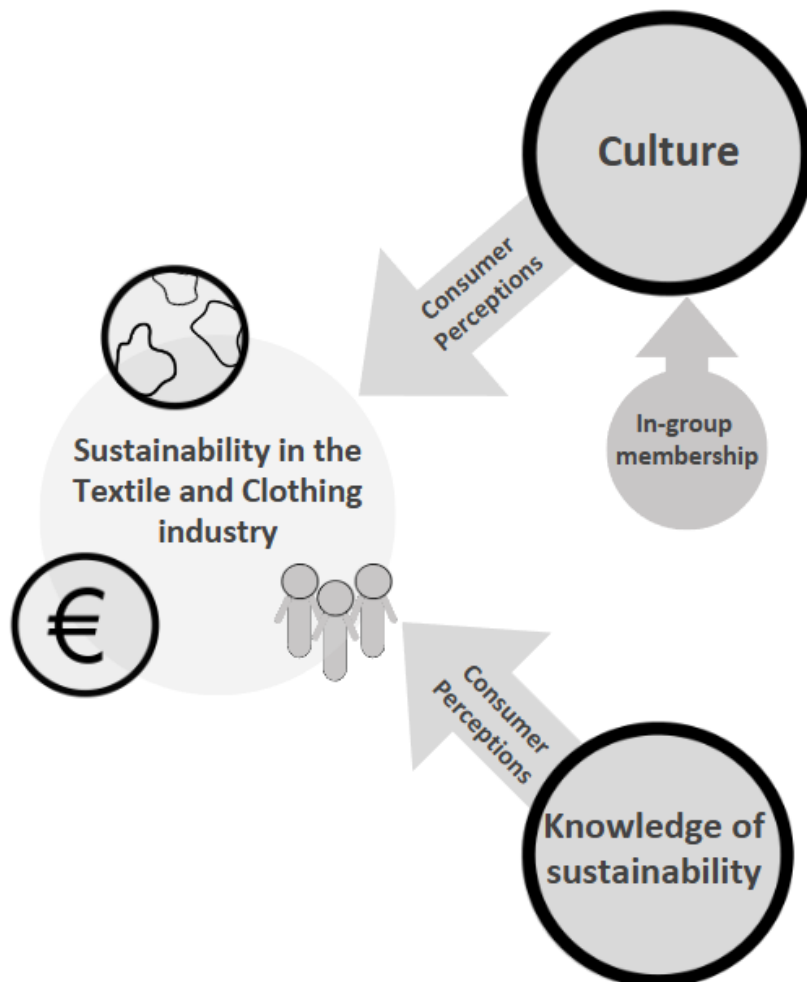 Culture
Consumer
Perceptions
In-group
membership
Sustainability in the
Textile and Clothing
industry
€
Consumer
Perceptions
Knowledge of
sustainability